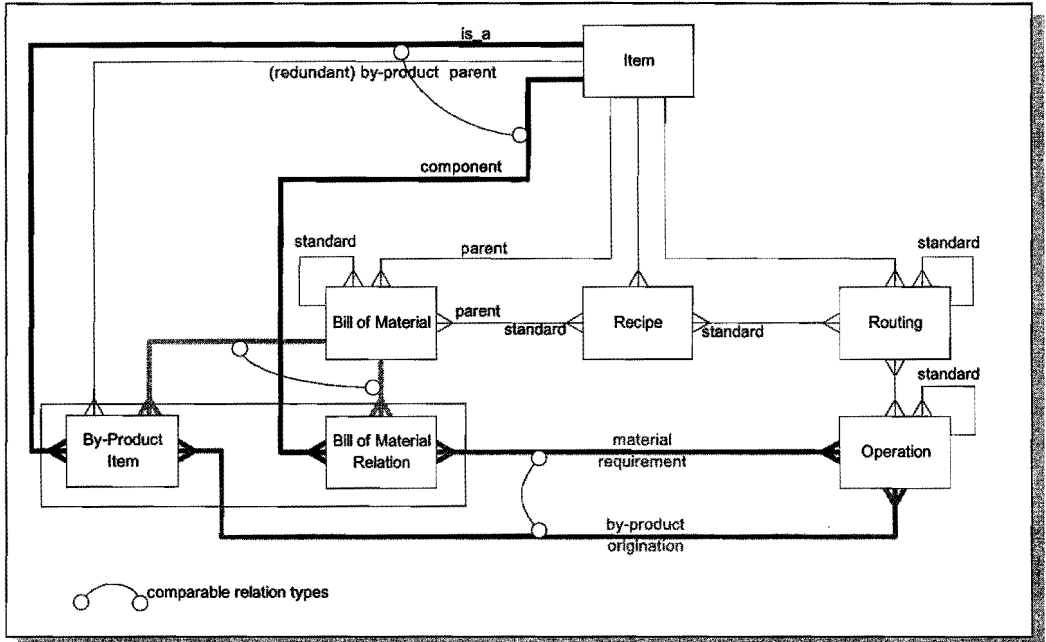 is_a
Item
(redundant) by-product parent
component
standard
parent
standard
Bill of Material
parent
standard
Recipe
standard
Routing
standard
By-Product
Item
Bill of Material
Relation
material
requirement
Operation
by-product
origination
comparable relation types